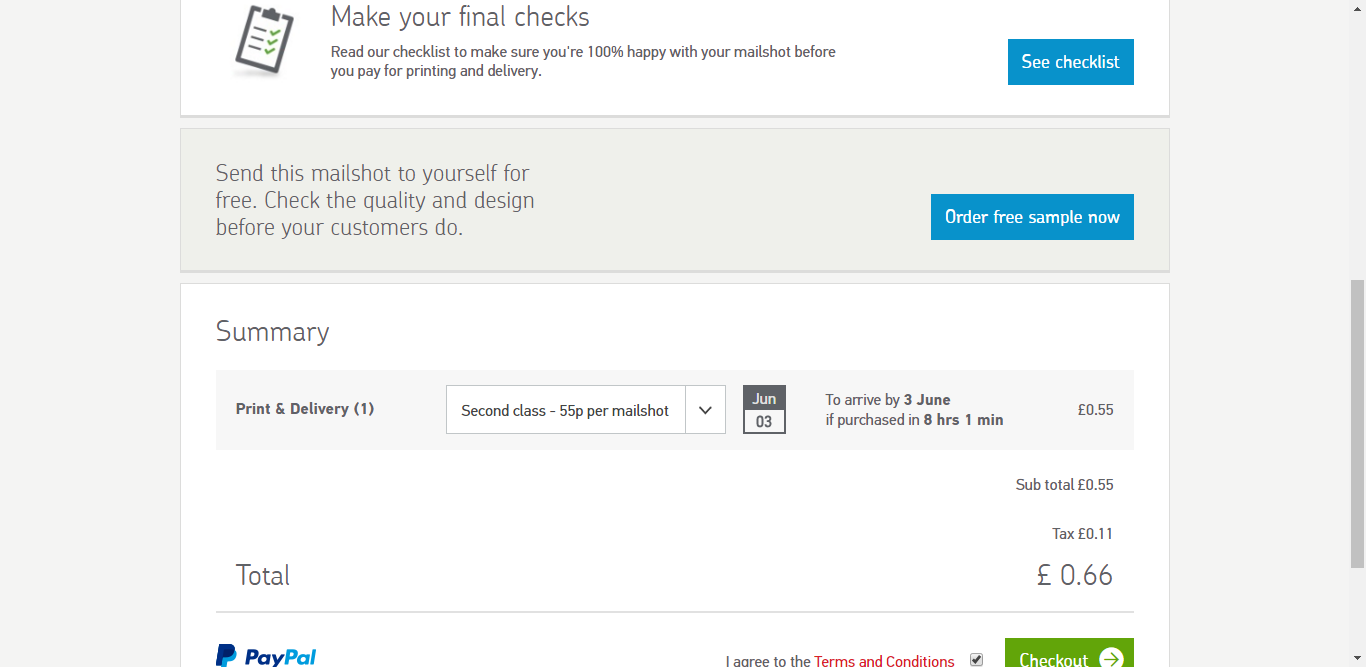 Make your final checks
Read our checklist to make sure you're 100% happy with your mailshot before
you pay for printing and delivery.
See checklist
Send this mailshot to yourself for
free. Check the quality and design
before your customers do.
Order free sample now
Summary
Print & Delivery (1)
Second class - 55p per mailshot
Jun
03
To arrive by 3 June
if purchased in 8 hrs 1 min
£0.55
Sub total £0.55
Tax £0.11
Total
£ 0.66
PayPal
I agree to the Terms and Conditions
Checkout